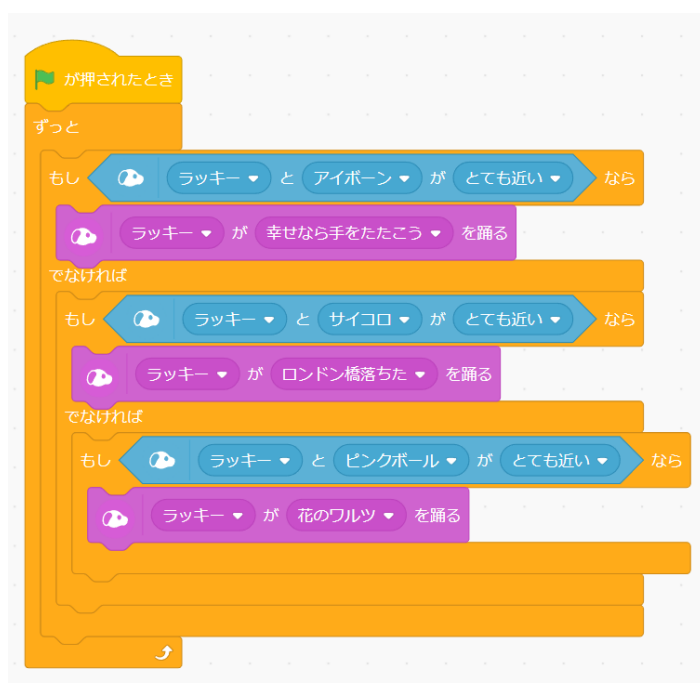 が押されたとき
ずっと
もし ラッキー と アイボーン が とても近い なら
ラッキー が 幸せなら手をたたこう を踊る
でなければ
もし ラッキー と サイコロ が とても近い なら
ラッキー が ロンドン橋落ちた を踊る
でなければ
もし ラッキー と ピンクボール が とても近い なら
ラッキー が 花のワルツ を踊る